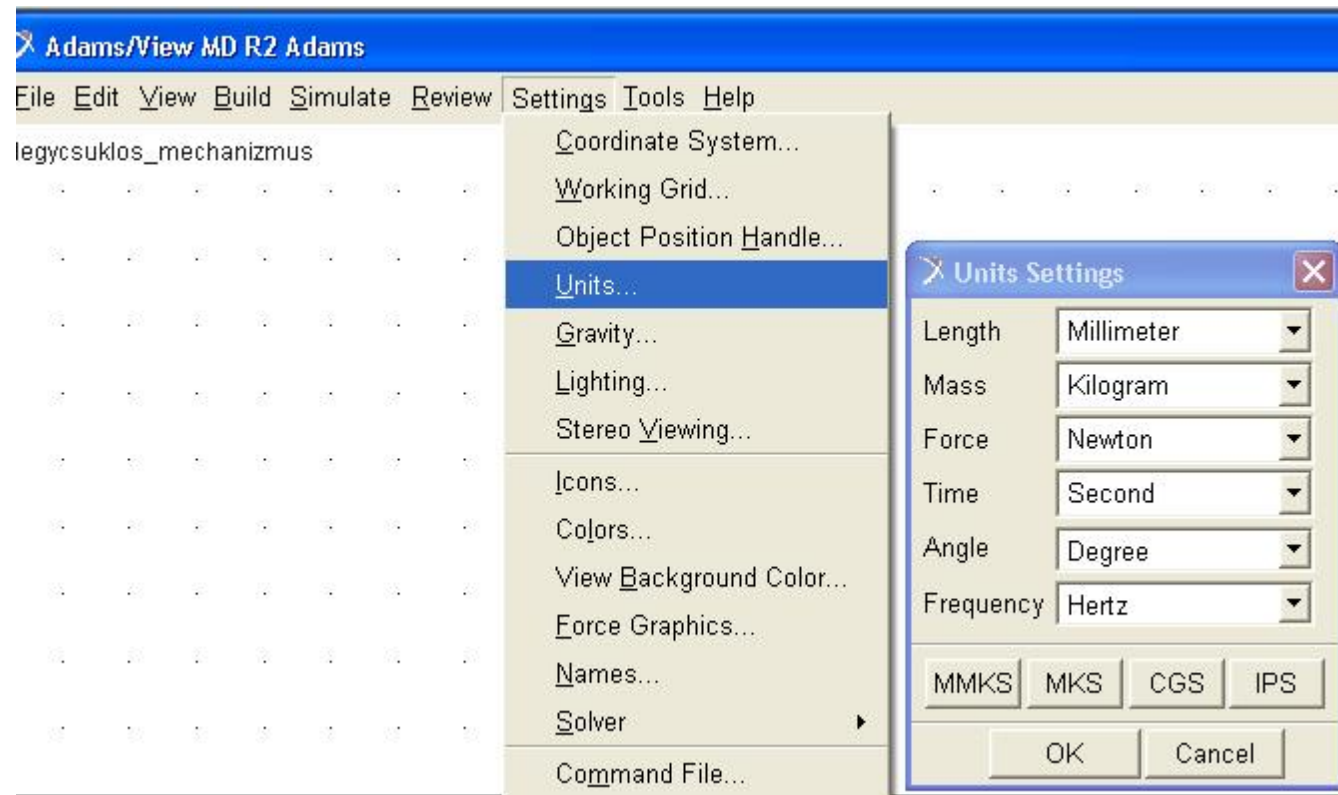 Adams/View MD R2 Adams
File Edit View Build Simulate Review Settings Tools Help
legycsuklos_mechanizmus
Coordinate System...
Working Grid...
Object Position Handle...
Units...
Gravity...
Lighting...
Stereo Viewing...
Icons...
Colors...
View Background Color...
Force Graphics...
Names...
Solver
Command File...
Units Settings
Length Millimeter
Mass Kilogram
Force Newton
Time Second
Angle Degree
Frequency Hertz
MMKS MKS CGS IPS
OK Cancel